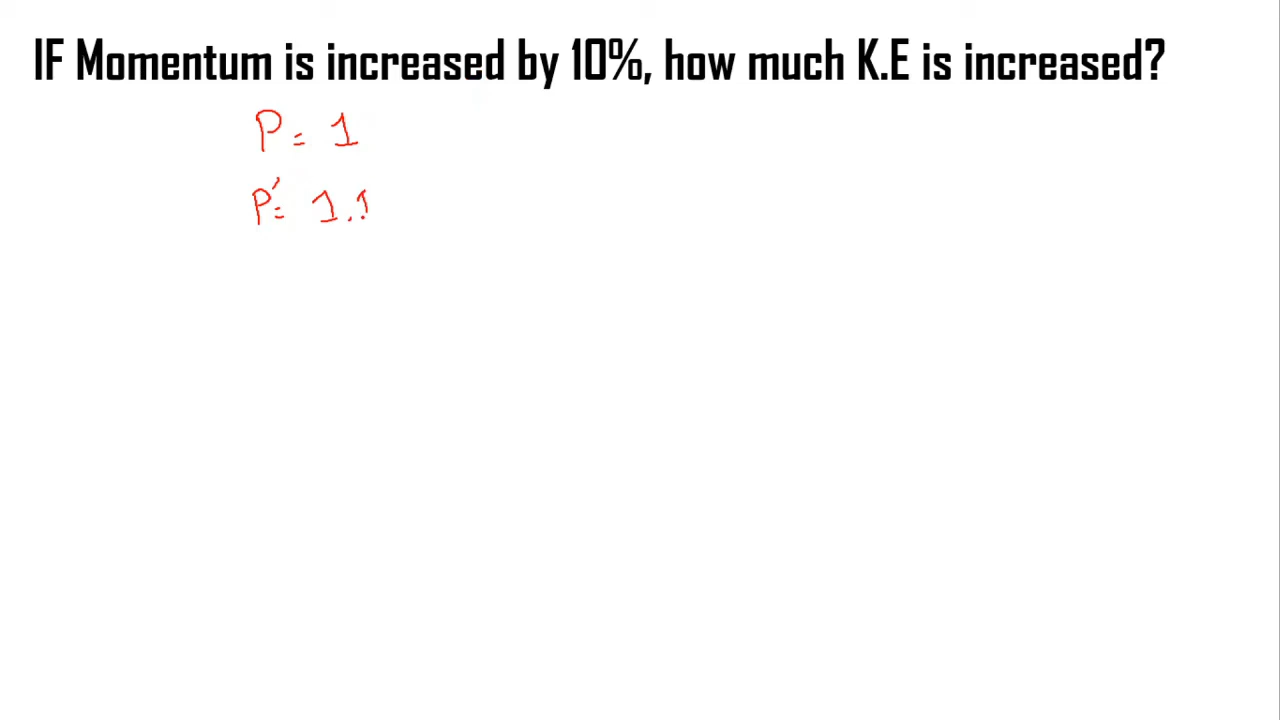 IF Momentum is increased by 10%, how much K.E is increased?
P = 1
P' = 1.1